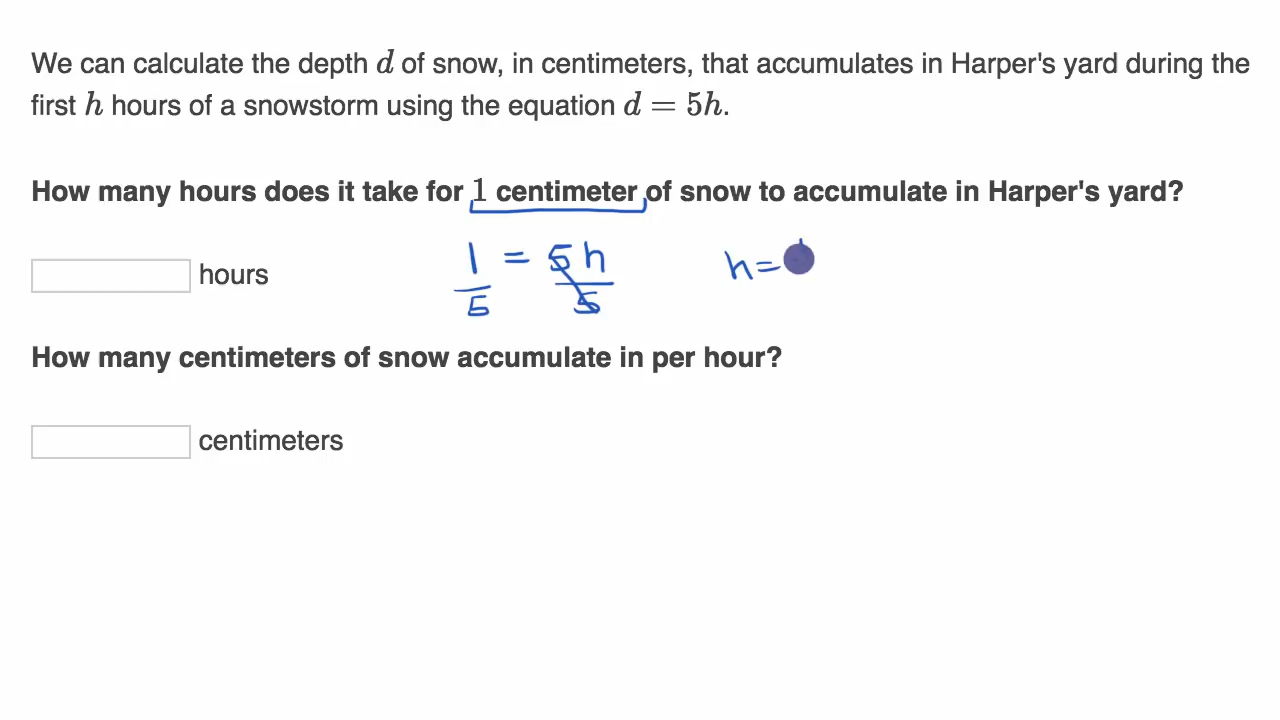 We can calculate the depth d of snow, in centimeters, that accumulates in Harper's yard during the
first h hours of a snowstorm using the equation d = 5h.
How many hours does it take for 1 centimeter of snow to accumulate in Harper's yard?
1/5 = 5h/5 h =
hours
How many centimeters of snow accumulate in per hour?
centimeters